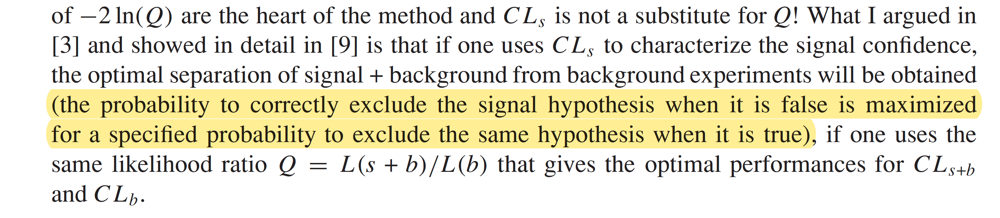 of −2 ln(Q) are the heart of the method and CLₛ is not a substitute for Q! What I argued in
[3] and showed in detail in [9] is that if one uses CLₛ to characterize the signal confidence,
the optimal separation of signal + background from background experiments will be obtained
(the probability to correctly exclude the signal hypothesis when it is false is maximized
for a specified probability to exclude the same hypothesis when it is true), if one uses the
same likelihood ratio Q = L(s + b)/L(b) that gives the optimal performances for CLₛ₊b
and CLb.